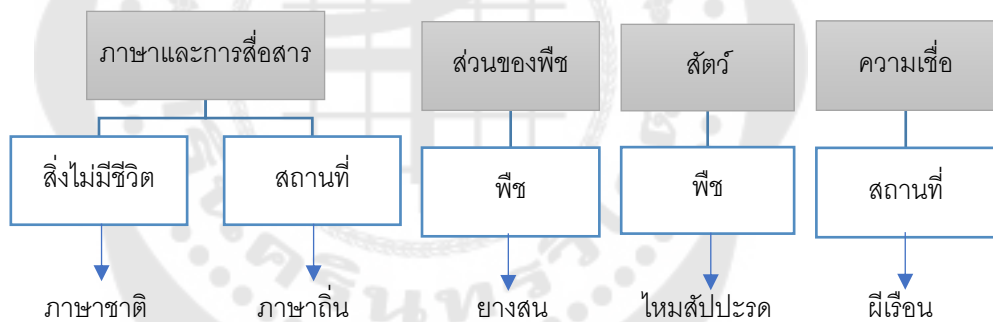 ภาษาและการสื่อสาร
ส่วนของพืช
สัตว์
ความเชื่อ
สิ่งไม่มีชีวิต
สถานที่
พืช
พืช
สถานที่
ภาษาชาติ
ภาษาถิ่น
ยางสน
ไหมสัปปะรด
ผีเรือน